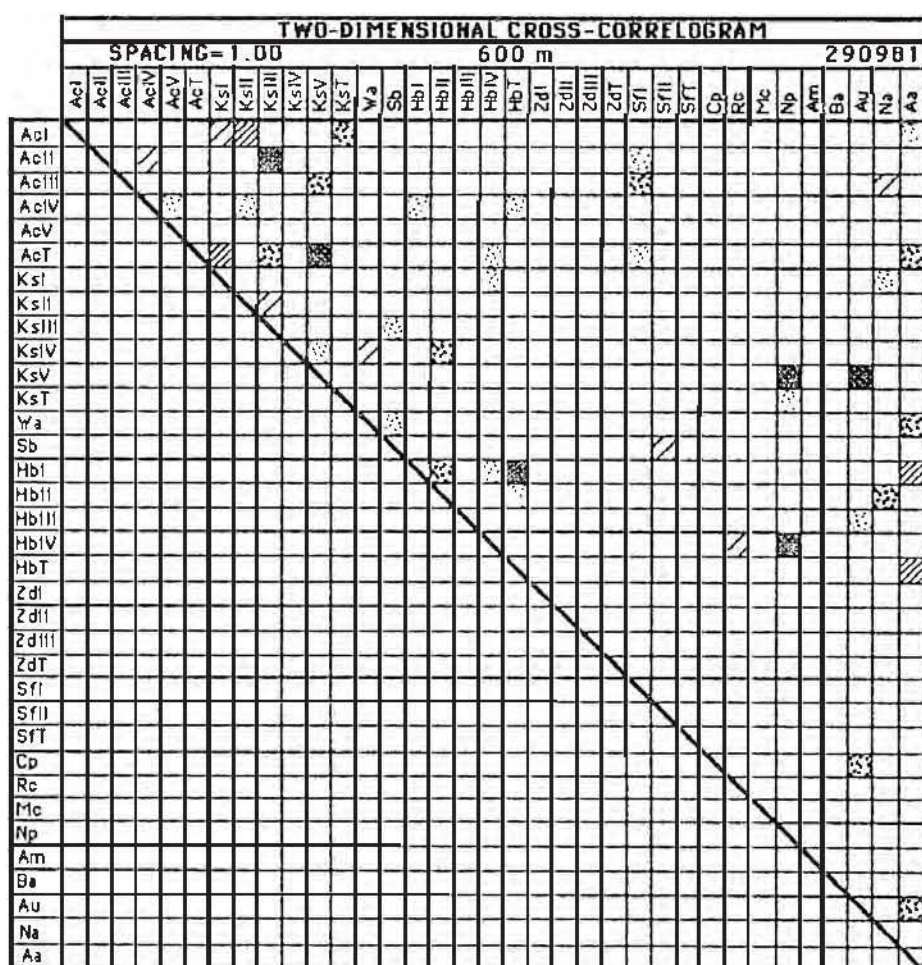 TWO-DIMENSIONAL CROSS-CORRELOGRAM
SPACING=1.00 600 m 290981
AcI AcII AcIII AcIV AcV AcT KsI KsII KsIII KsIV KsV KsT Wa Sb HbI HbII HbIII HbIV HbT ZdI ZdII ZdIII ZdT SfI SfII SfT Cp Rc Mc Np Am Ba Au Na Aa
AcI
AcII
AcIII
AcIV
AcV
AcT
KsI
KsII
KsIII
KsIV
KsV
KsT
Wa
Sb
HbI
HbII
HbIII
HbIV
HbT
ZdI
ZdII
ZdIII
ZdT
SfI
SfII
SfT
Cp
Rc
Mc
Np
Am
Ba
Au
Na
Aa